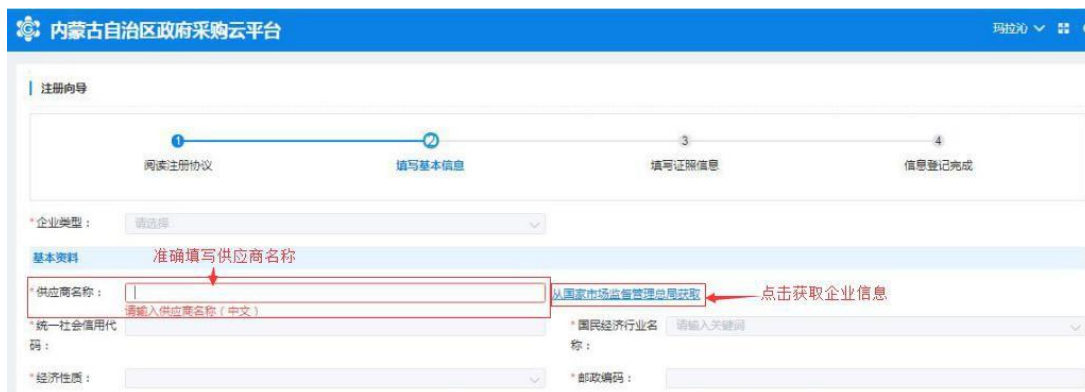 内蒙古自治区政府采购云平台
玛拉沁
注册向导
1 2 3 4
阅读注册协议 填写基本信息 填写证照信息 信息登记完成
*企业类型： 请选择
基本资料 准确填写供应商名称
*供应商名称： 从国家市场监督管理总局获取 点击获取企业信息
请输入供应商名称（中文）
*统一社会信用代 *国民经济行业名 请输入关键词
码： 称：
*经济性质： *邮政编码：